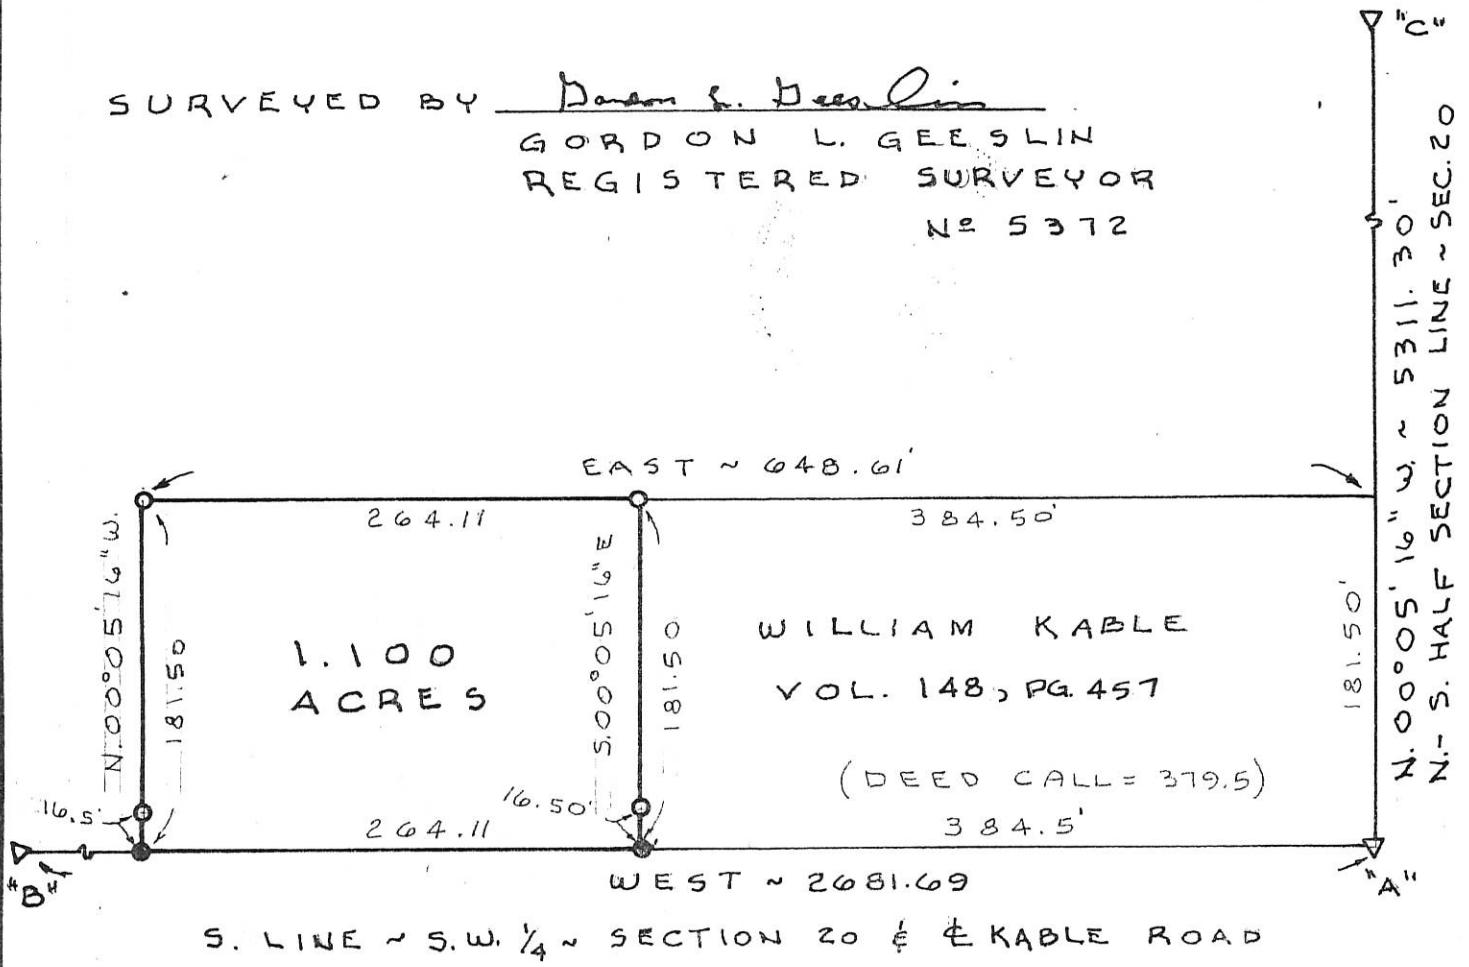 "C"
SURVEYED BY Gordon L. Geeslin
GORDON L. GEESLIN
REGISTERED SURVEYOR
Nº 5372
N. 00°05'16" W. ~ 5311.30'
N.- S. HALF SECTION LINE ~ SEC. 20
EAST ~ 648.61'
264.11
384.50'
N. 00°05'16" W.
181.50
1.100
ACRES
S. 00°05'16" E
181.50
WILLIAM KABLE
VOL. 148, PG. 457
181.50'
(DEED CALL = 379.5)
16.5'
16.50'
264.11
384.5'
"B"
WEST ~ 2681.69
"A"
S. LINE ~ S.W. 1/4 ~ SECTION 20 & ℄ KABLE ROAD